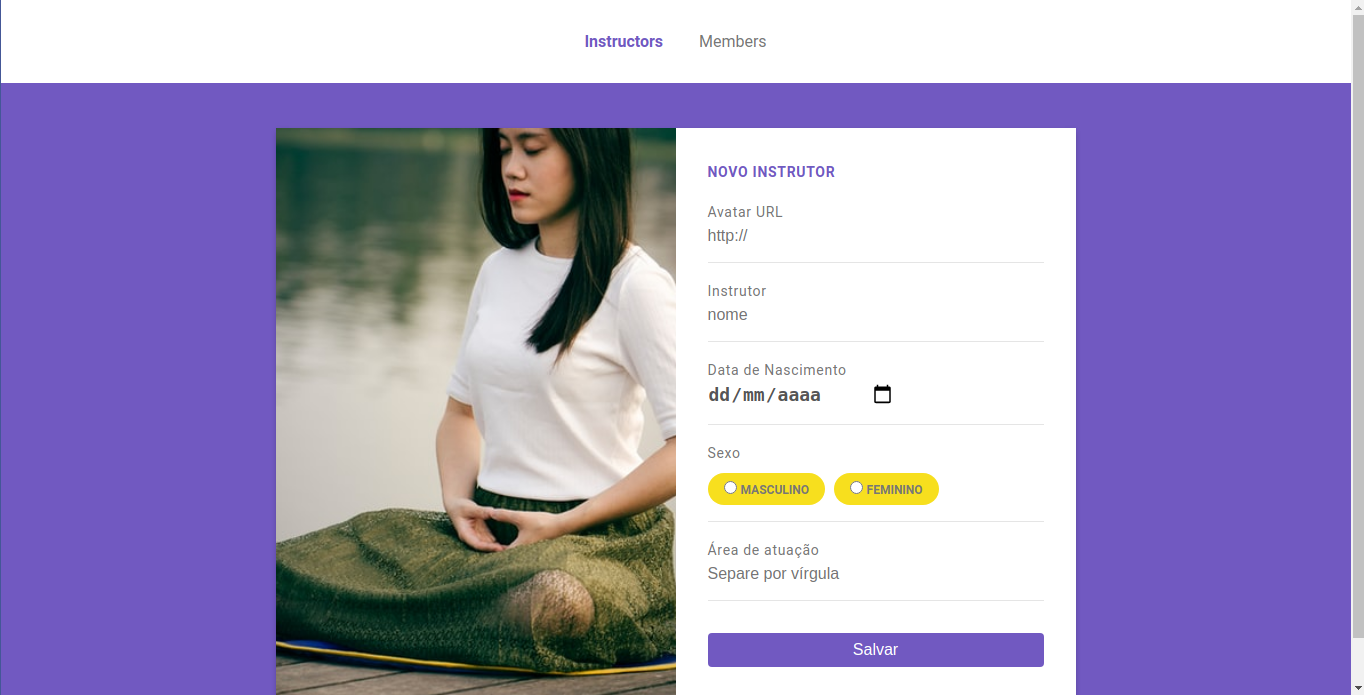 Instructors Members
NOVO INSTRUTOR
Avatar URL
http://
Instrutor
nome
Data de Nascimento
dd/mm/aaaa
Sexo
MASCULINO FEMININO
Área de atuação
Separe por vírgula
Salvar